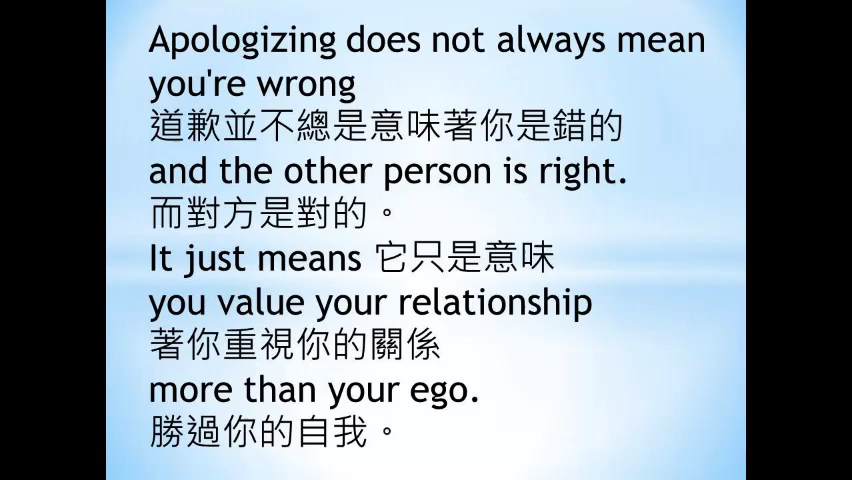 Apologizing does not always mean
you're wrong
道歉並不總是意味著你是錯的
and the other person is right.
而對方是對的。
It just means 它只是意味
you value your relationship
著你重視你的關係
more than your ego.
勝過你的自我。